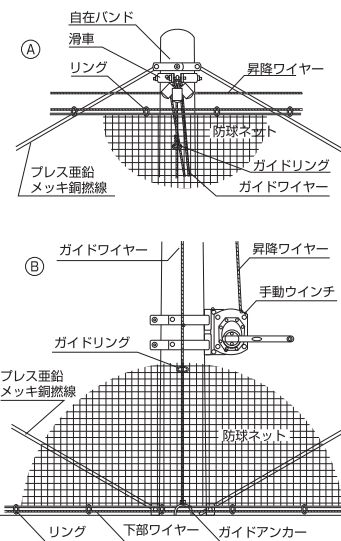 自在バンド
Ⓐ
滑車
リング
昇降ワイヤー
防球ネット
ガイドリング
プレス亜鉛
メッキ銅撚線
ガイドワイヤー
ガイドワイヤー
昇降ワイヤー
Ⓑ
手動ウインチ
ガイドリング
プレス亜鉛
メッキ銅撚線
防球ネット
リング
下部ワイヤー
ガイドアンカー